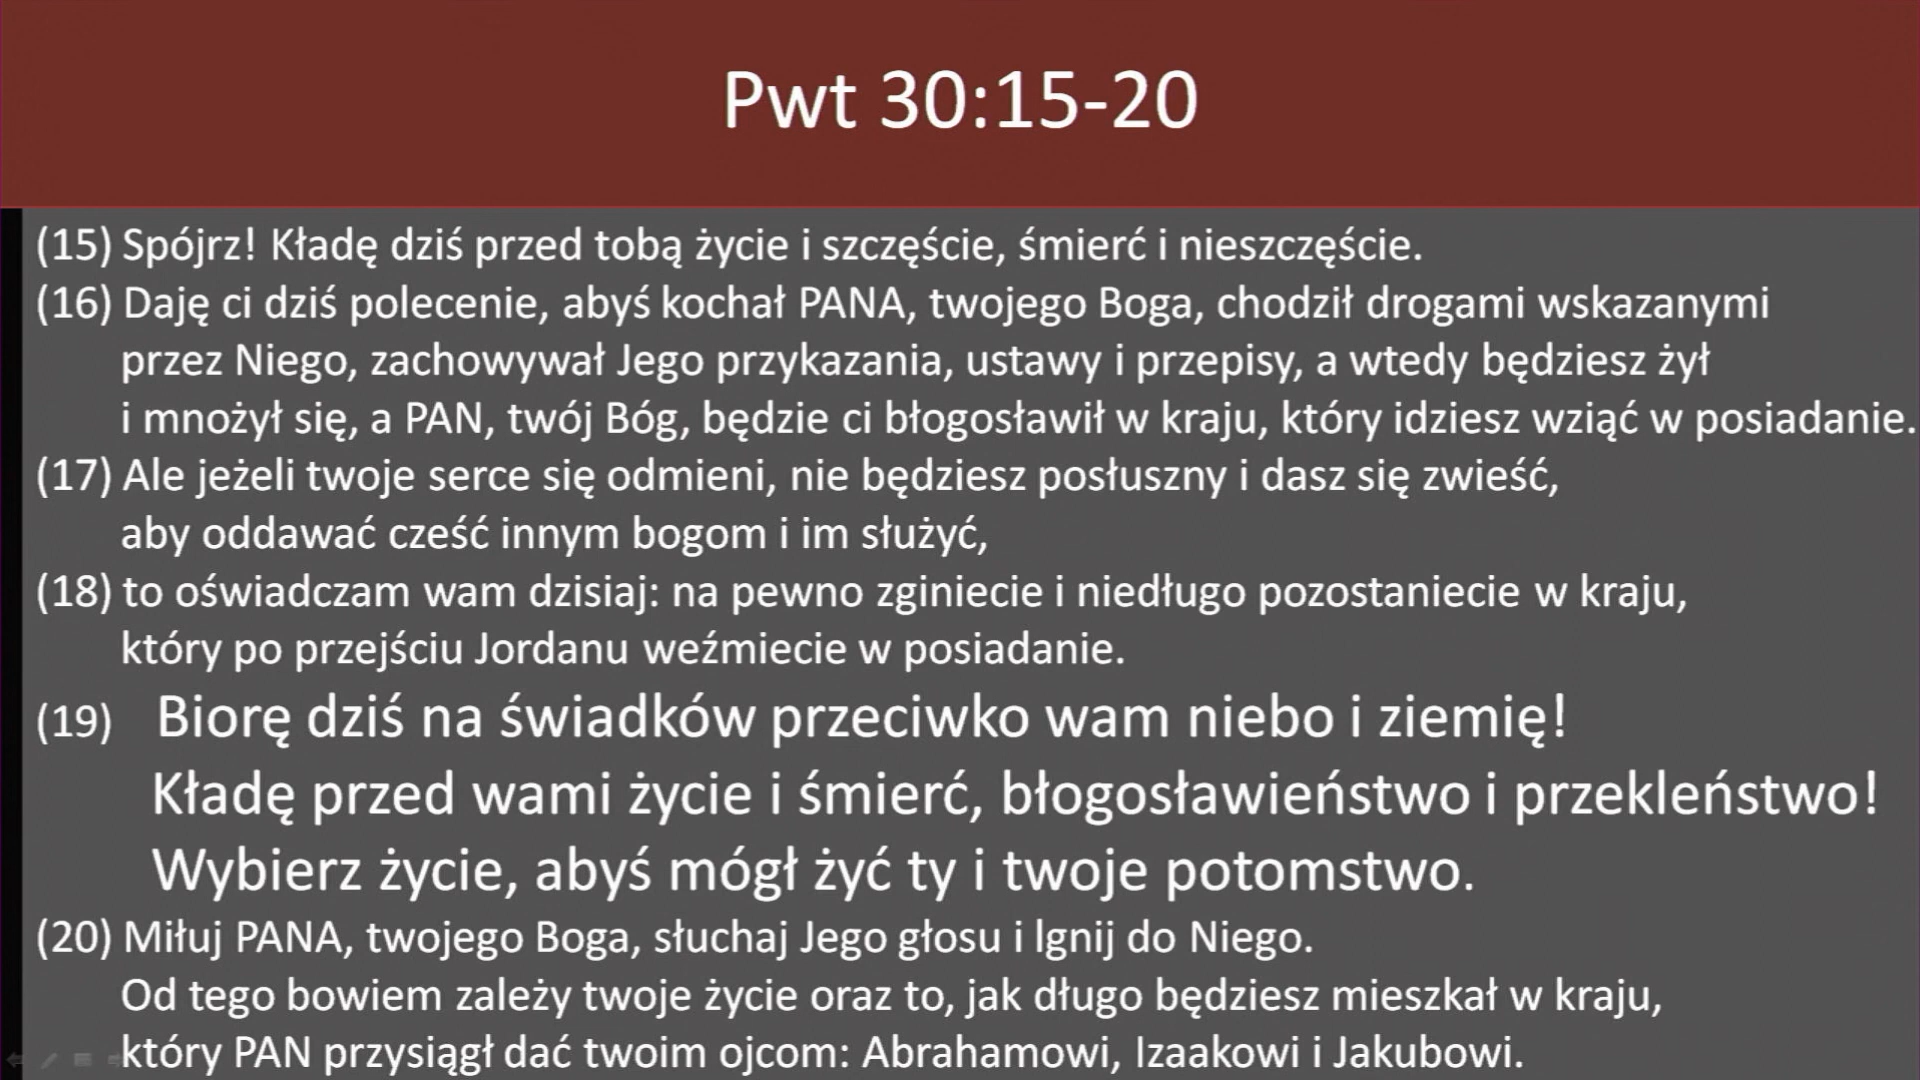 Pwt 30:15-20
(15) Spójrz! Kładę dziś przed tobą życie i szczęście, śmierć i nieszczęście.
(16) Daję ci dziś polecenie, abyś kochał PANA, twojego Boga, chodził drogami wskazanymi
przez Niego, zachowywał Jego przykazania, ustawy i przepisy, a wtedy będziesz żył
i mnożył się, a PAN, twój Bóg, będzie ci błogosławił w kraju, który idziesz wziąć w posiadanie.
(17) Ale jeżeli twoje serce się odmieni, nie będziesz posłuszny i dasz się zwieść,
aby oddawać cześć innym bogom i im służyć,
(18) to oświadczam wam dzisiaj: na pewno zginiecie i niedługo pozostaniecie w kraju,
który po przejściu Jordanu weźmiecie w posiadanie.
(19) Biorę dziś na świadków przeciwko wam niebo i ziemię!
Kładę przed wami życie i śmierć, błogosławieństwo i przekleństwo!
Wybierz życie, abyś mógł żyć ty i twoje potomstwo.
(20) Miłuj PANA, twojego Boga, słuchaj Jego głosu i lgnij do Niego.
Od tego bowiem zależy twoje życie oraz to, jak długo będziesz mieszkał w kraju,
który PAN przysiągł dać twoim ojcom: Abrahamowi, Izaakowi i Jakubowi.